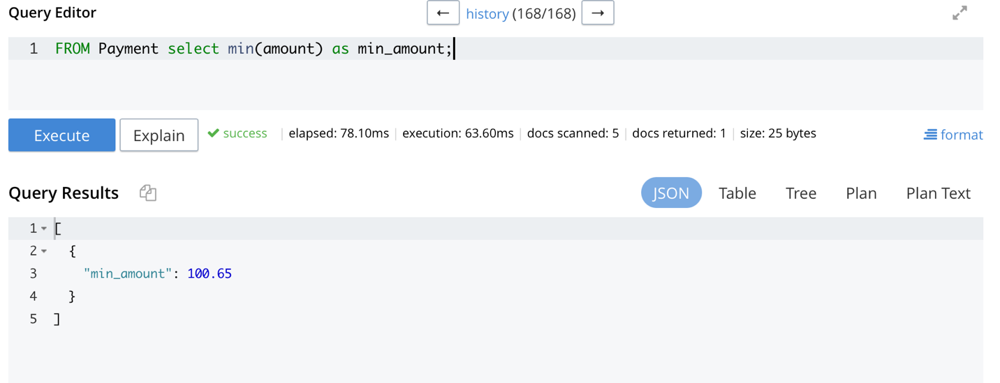 Query Editor
← history (168/168) →
1 FROM Payment select min(amount) as min_amount;
Execute Explain success elapsed: 78.10ms execution: 63.60ms docs scanned: 5 docs returned: 1 size: 25 bytes format
Query Results JSON Table Tree Plan Plan Text
1 [
2 {
3 "min_amount": 100.65
4 }
5 ]